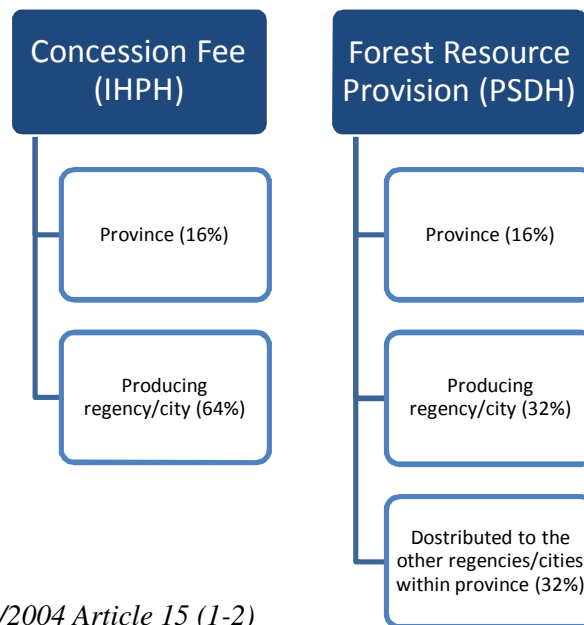 Concession Fee
(IHPH)
Province (16%)
Producing
regency/city (64%)
Forest Resource
Provision (PSDH)
Province (16%)
Producing
regency/city (32%)
Dostributed to the
other regencies/cities
within province (32%)
/2004 Article 15 (1-2)